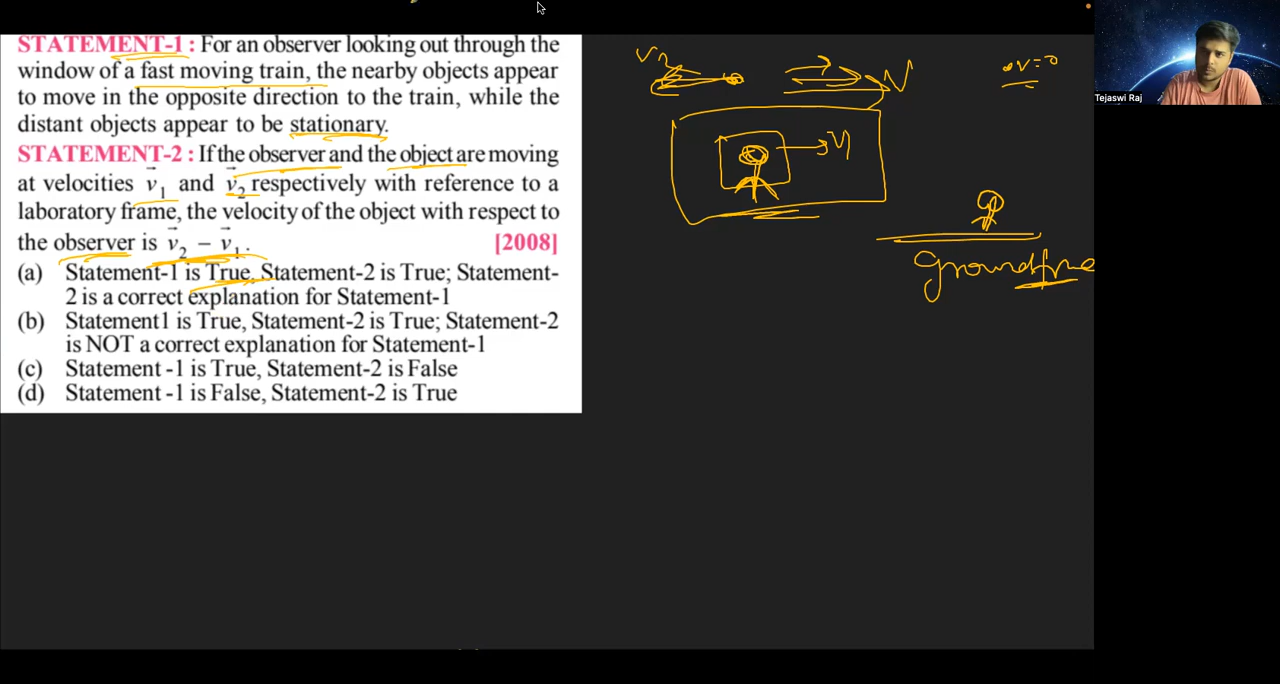 STATEMENT-1 : For an observer looking out through the
window of a fast moving train, the nearby objects appear
to move in the opposite direction to the train, while the
distant objects appear to be stationary.
STATEMENT-2 : If the observer and the object are moving
at velocities v⃗₁ and v⃗₂ respectively with reference to a
laboratory frame, the velocity of the object with respect to
the observer is v⃗₂ – v⃗₁. [2008]
(a) Statement-1 is True, Statement-2 is True; Statement-
2 is a correct explanation for Statement-1
(b) Statement1 is True, Statement-2 is True; Statement-2
is NOT a correct explanation for Statement-1
(c) Statement -1 is True, Statement-2 is False
(d) Statement -1 is False, Statement-2 is True
v₂
V
v=0
v₁
ground
Tejaswi Raj